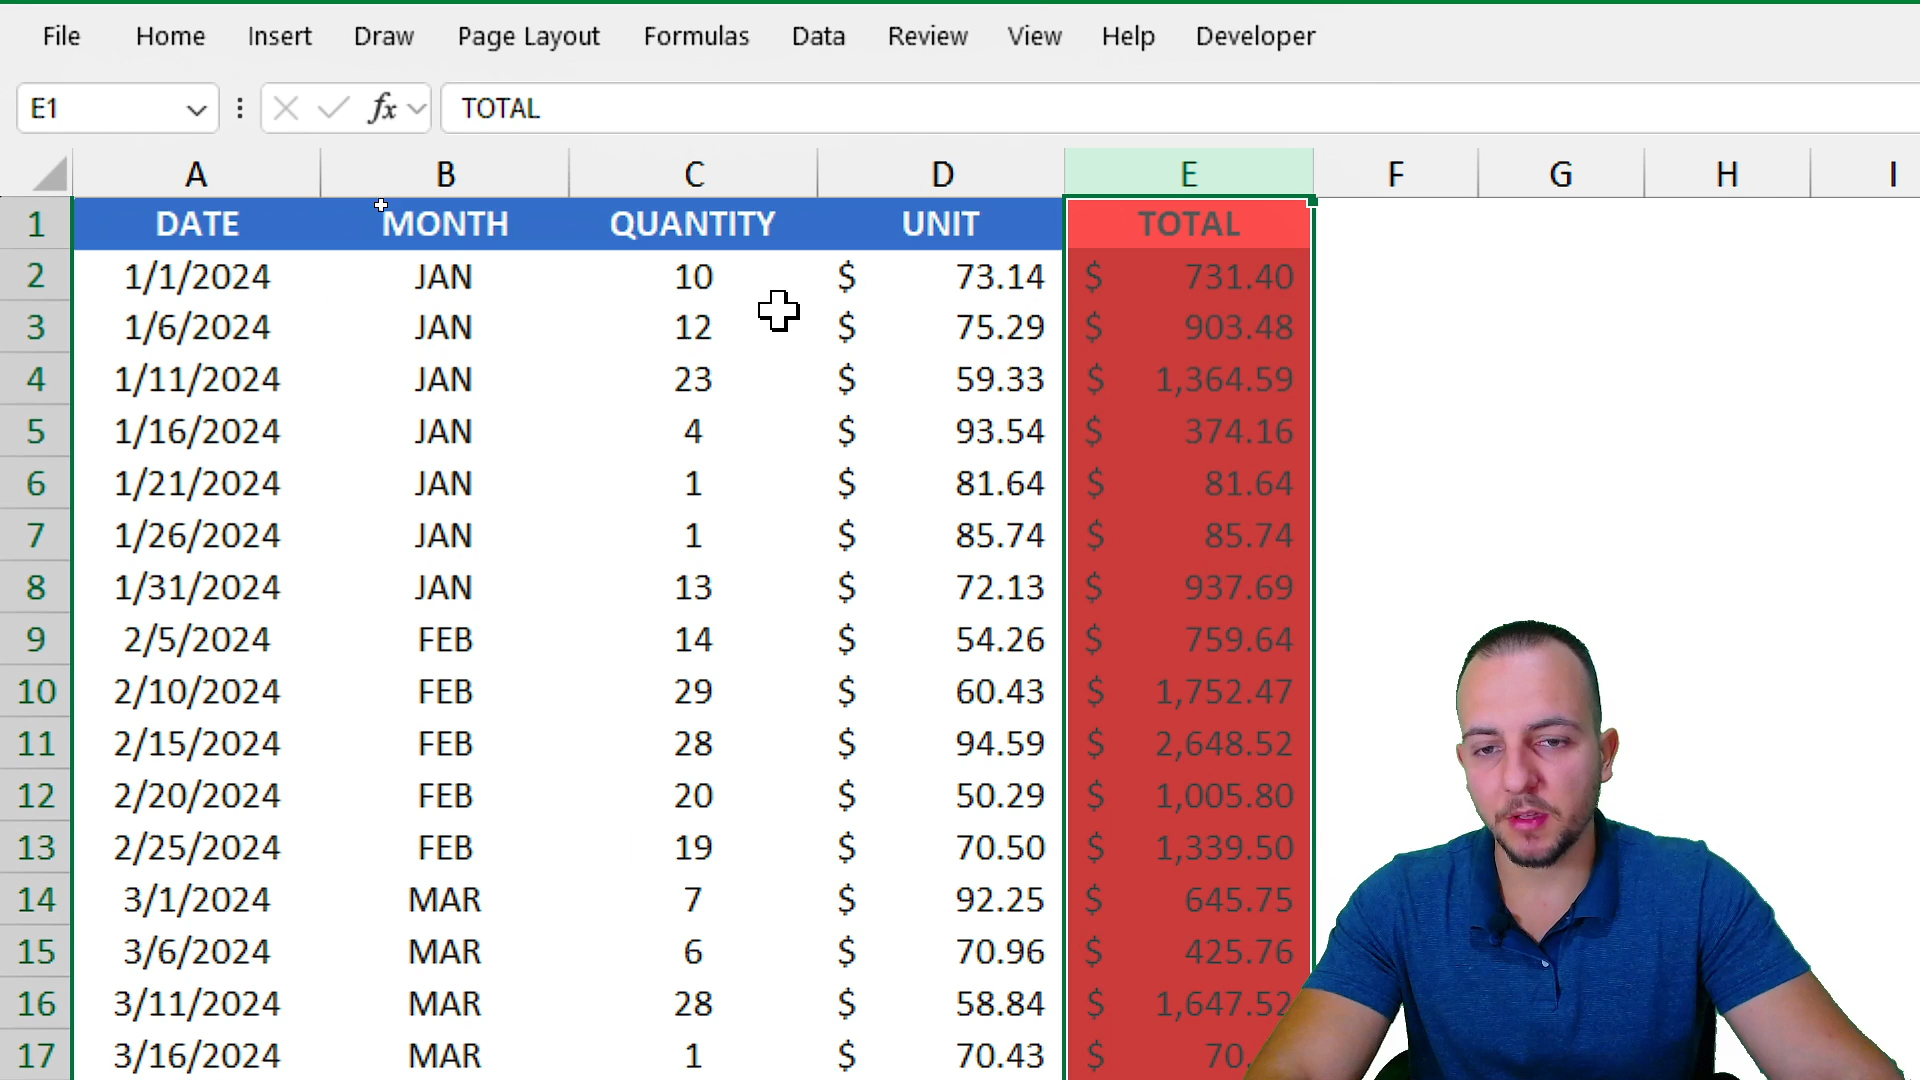 File Home Insert Draw Page Layout Formulas Data Review View Help Developer
E1 fx TOTAL
A B C D E F G H I
1 DATE MONTH QUANTITY UNIT TOTAL
2 1/1/2024 JAN 10 $ 73.14 $ 731.40
3 1/6/2024 JAN 12 $ 75.29 $ 903.48
4 1/11/2024 JAN 23 $ 59.33 $ 1,364.59
5 1/16/2024 JAN 4 $ 93.54 $ 374.16
6 1/21/2024 JAN 1 $ 81.64 $ 81.64
7 1/26/2024 JAN 1 $ 85.74 $ 85.74
8 1/31/2024 JAN 13 $ 72.13 $ 937.69
9 2/5/2024 FEB 14 $ 54.26 $ 759.64
10 2/10/2024 FEB 29 $ 60.43 $ 1,752.47
11 2/15/2024 FEB 28 $ 94.59 $ 2,648.52
12 2/20/2024 FEB 20 $ 50.29 $ 1,005.80
13 2/25/2024 FEB 19 $ 70.50 $ 1,339.50
14 3/1/2024 MAR 7 $ 92.25 $ 645.75
15 3/6/2024 MAR 6 $ 70.96 $ 425.76
16 3/11/2024 MAR 28 $ 58.84 $ 1,647.52
17 3/16/2024 MAR 1 $ 70.43 $ 70.